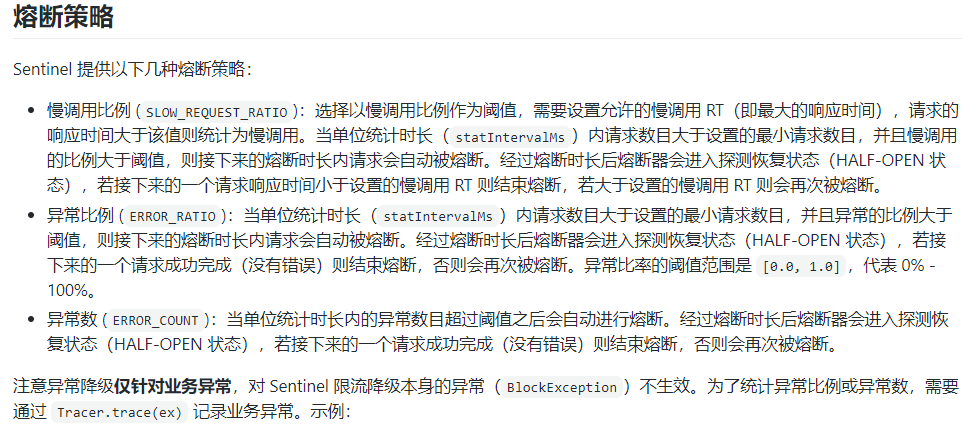 熔断策略
Sentinel 提供以下几种熔断策略：
• 慢调用比例 (SLOW_REQUEST_RATIO)：选择以慢调用比例作为阈值，需要设置允许的慢调用 RT（即最大的响应时间），请求的
响应时间大于该值则统计为慢调用。当单位统计时长（statIntervalMs）内请求数目大于设置的最小请求数目，并且慢调用
的比例大于阈值，则接下来的熔断时长内请求会自动被熔断。经过熔断时长后熔断器会进入探测恢复状态（HALF-OPEN 状
态），若接下来的一个请求响应时间小于设置的慢调用 RT 则结束熔断，若大于设置的慢调用 RT 则会再次被熔断。
• 异常比例 (ERROR_RATIO)：当单位统计时长（statIntervalMs）内请求数目大于设置的最小请求数目，并且异常的比例大于
阈值，则接下来的熔断时长内请求会自动被熔断。经过熔断时长后熔断器会进入探测恢复状态（HALF-OPEN 状态），若接
下来的一个请求成功完成（没有错误）则结束熔断，否则会再次被熔断。异常比率的阈值范围是 [0.0, 1.0]，代表 0% -
100%。
• 异常数 (ERROR_COUNT)：当单位统计时长内的异常数目超过阈值之后会自动进行熔断。经过熔断时长后熔断器会进入探测恢
复状态（HALF-OPEN 状态），若接下来的一个请求成功完成（没有错误）则结束熔断，否则会再次被熔断。
注意异常降级仅针对业务异常，对 Sentinel 限流降级本身的异常（BlockException）不生效。为了统计异常比例或异常数，需要
通过 Tracer.trace(ex) 记录业务异常。示例：